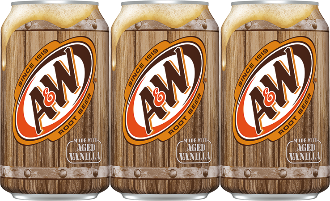 SINCE 1919
A&W
ROOT BEER
MADE WITH
AGED
VANILLA
SINCE 1919
A&W
ROOT BEER
MADE WITH
AGED
VANILLA
SINCE 1919
A&W
ROOT BEER
MADE WITH
AGED
VANILLA